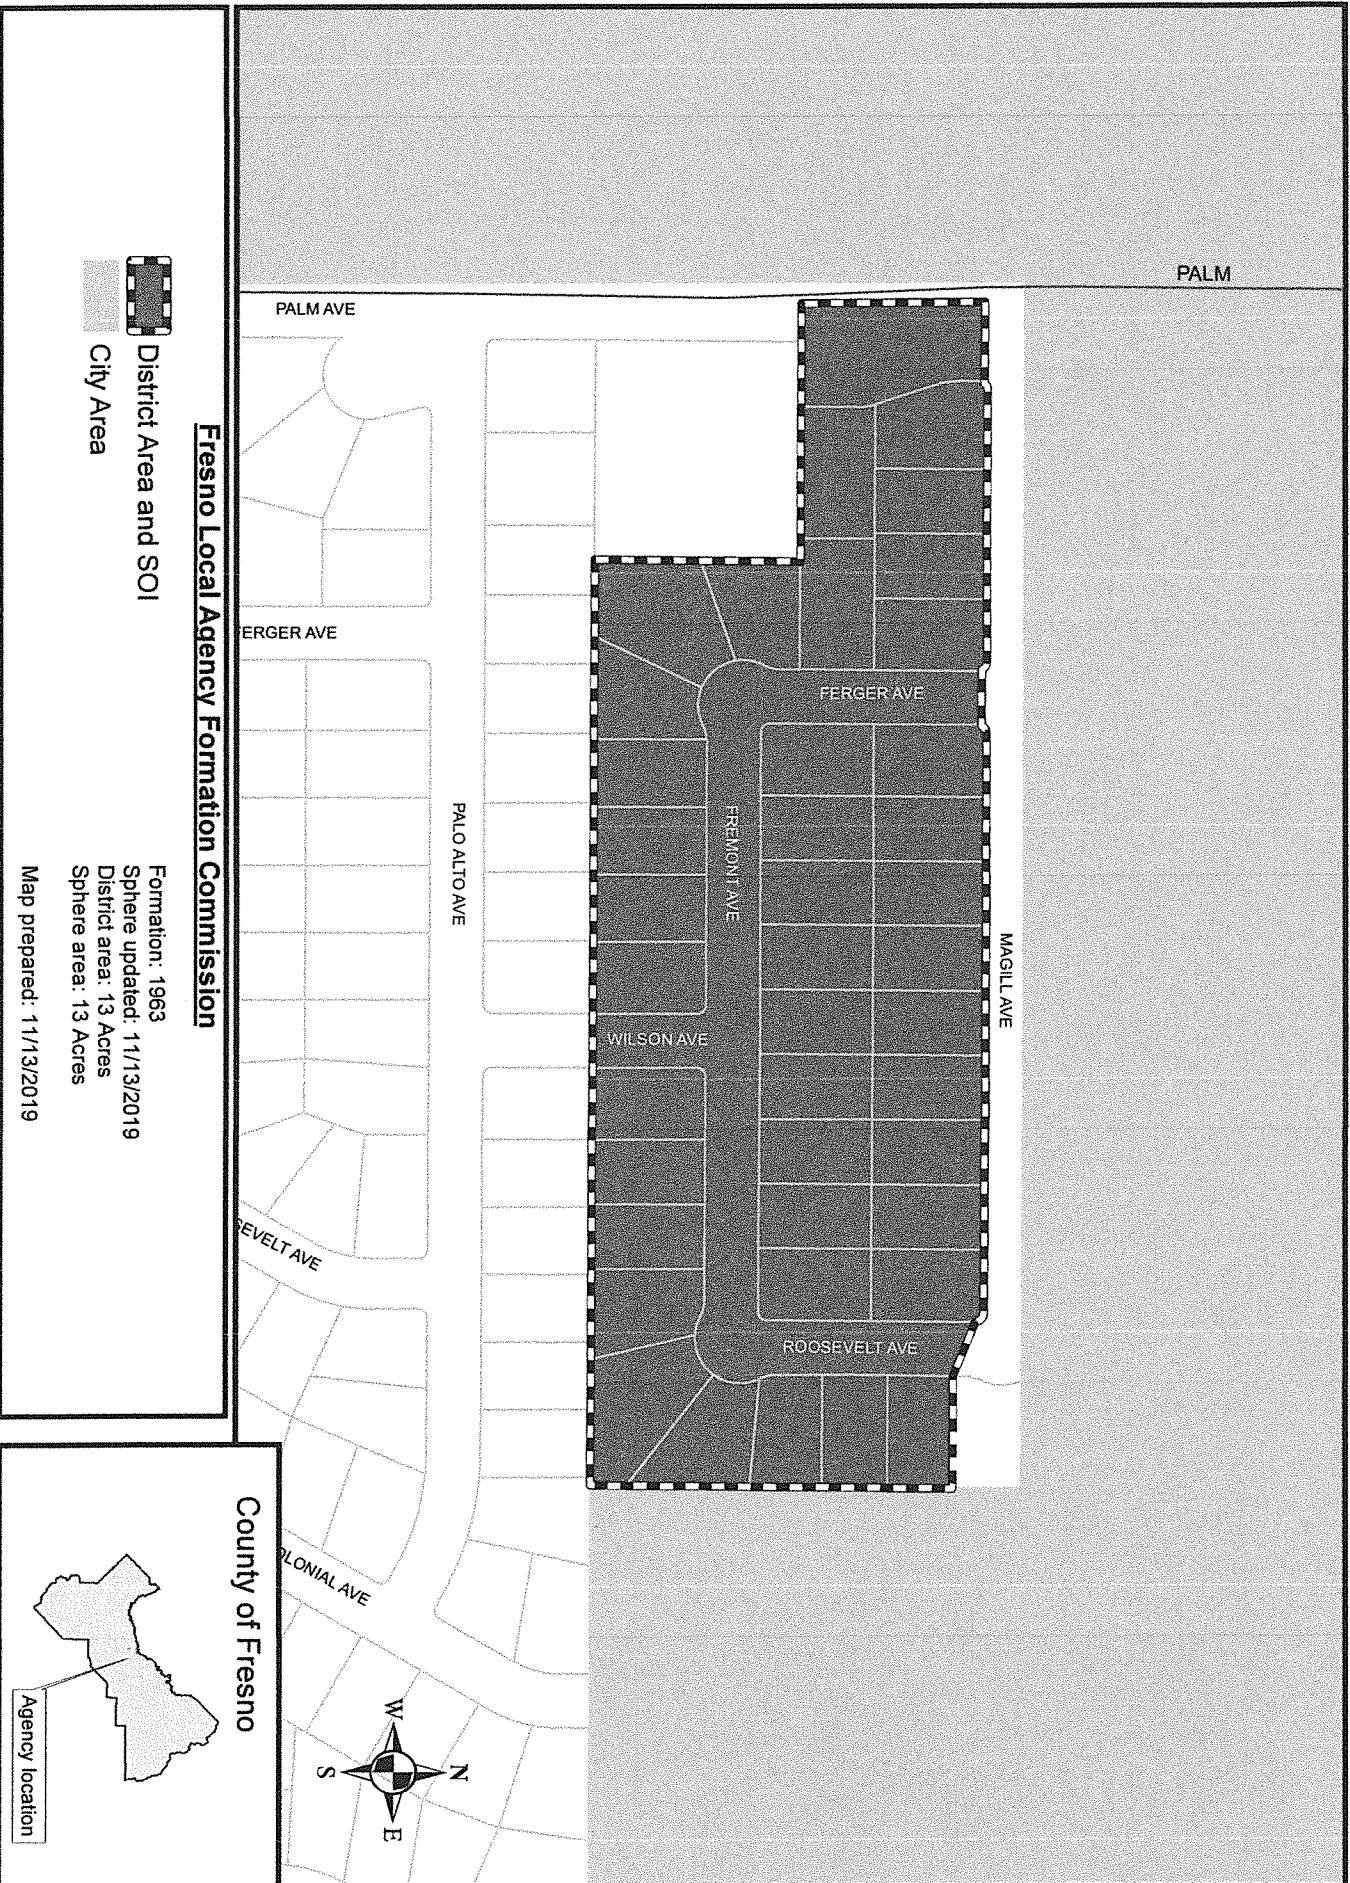 PALM
PALM AVE
MAGILL AVE
FERGER AVE
FREMONT AVE
WILSON AVE
ROOSEVELT AVE
PALO ALTO AVE
ERGER AVE
SEVELT AVE
OLONIAL AVE
N
W
E
S
Fresno Local Agency Formation Commission
District Area and SOI
City Area
Formation: 1963
Sphere updated: 11/13/2019
District area: 13 Acres
Sphere area: 13 Acres
Map prepared: 11/13/2019
County of Fresno
Agency location